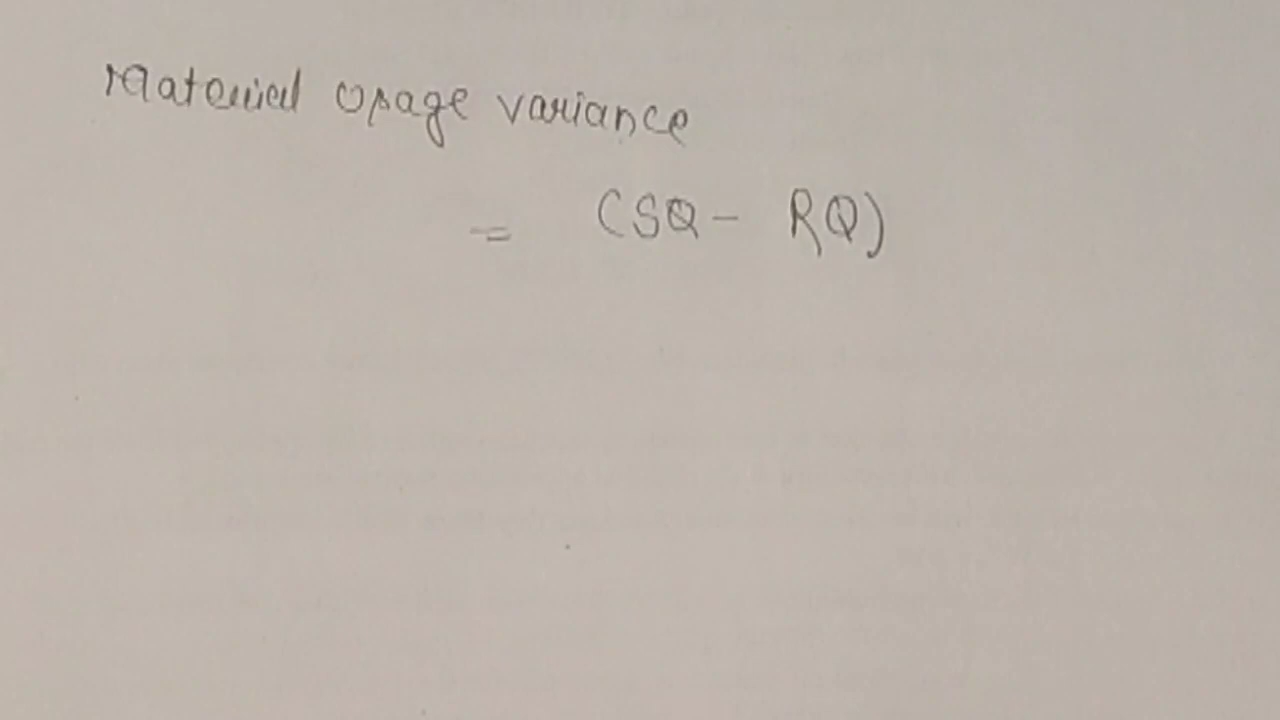 Material usage variance
= (SQ - RQ)